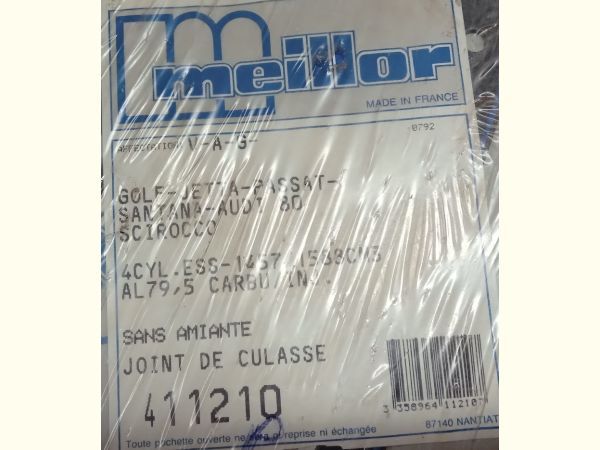 meillor
MADE IN FRANCE
0792
AFFECTATION V-A-G-
GOLF-JETTA-PASSAT-
SANTANA-AUDI 80
SCIROCCO
4CYL.ESS-1457/1588CM3
AL79,5 CARBU/INJ.
SANS AMIANTE
JOINT DE CULASSE
411210
3 358964 112107
87140 NANTIAT
Toute pochette ouverte ne sera ni reprise ni échangée